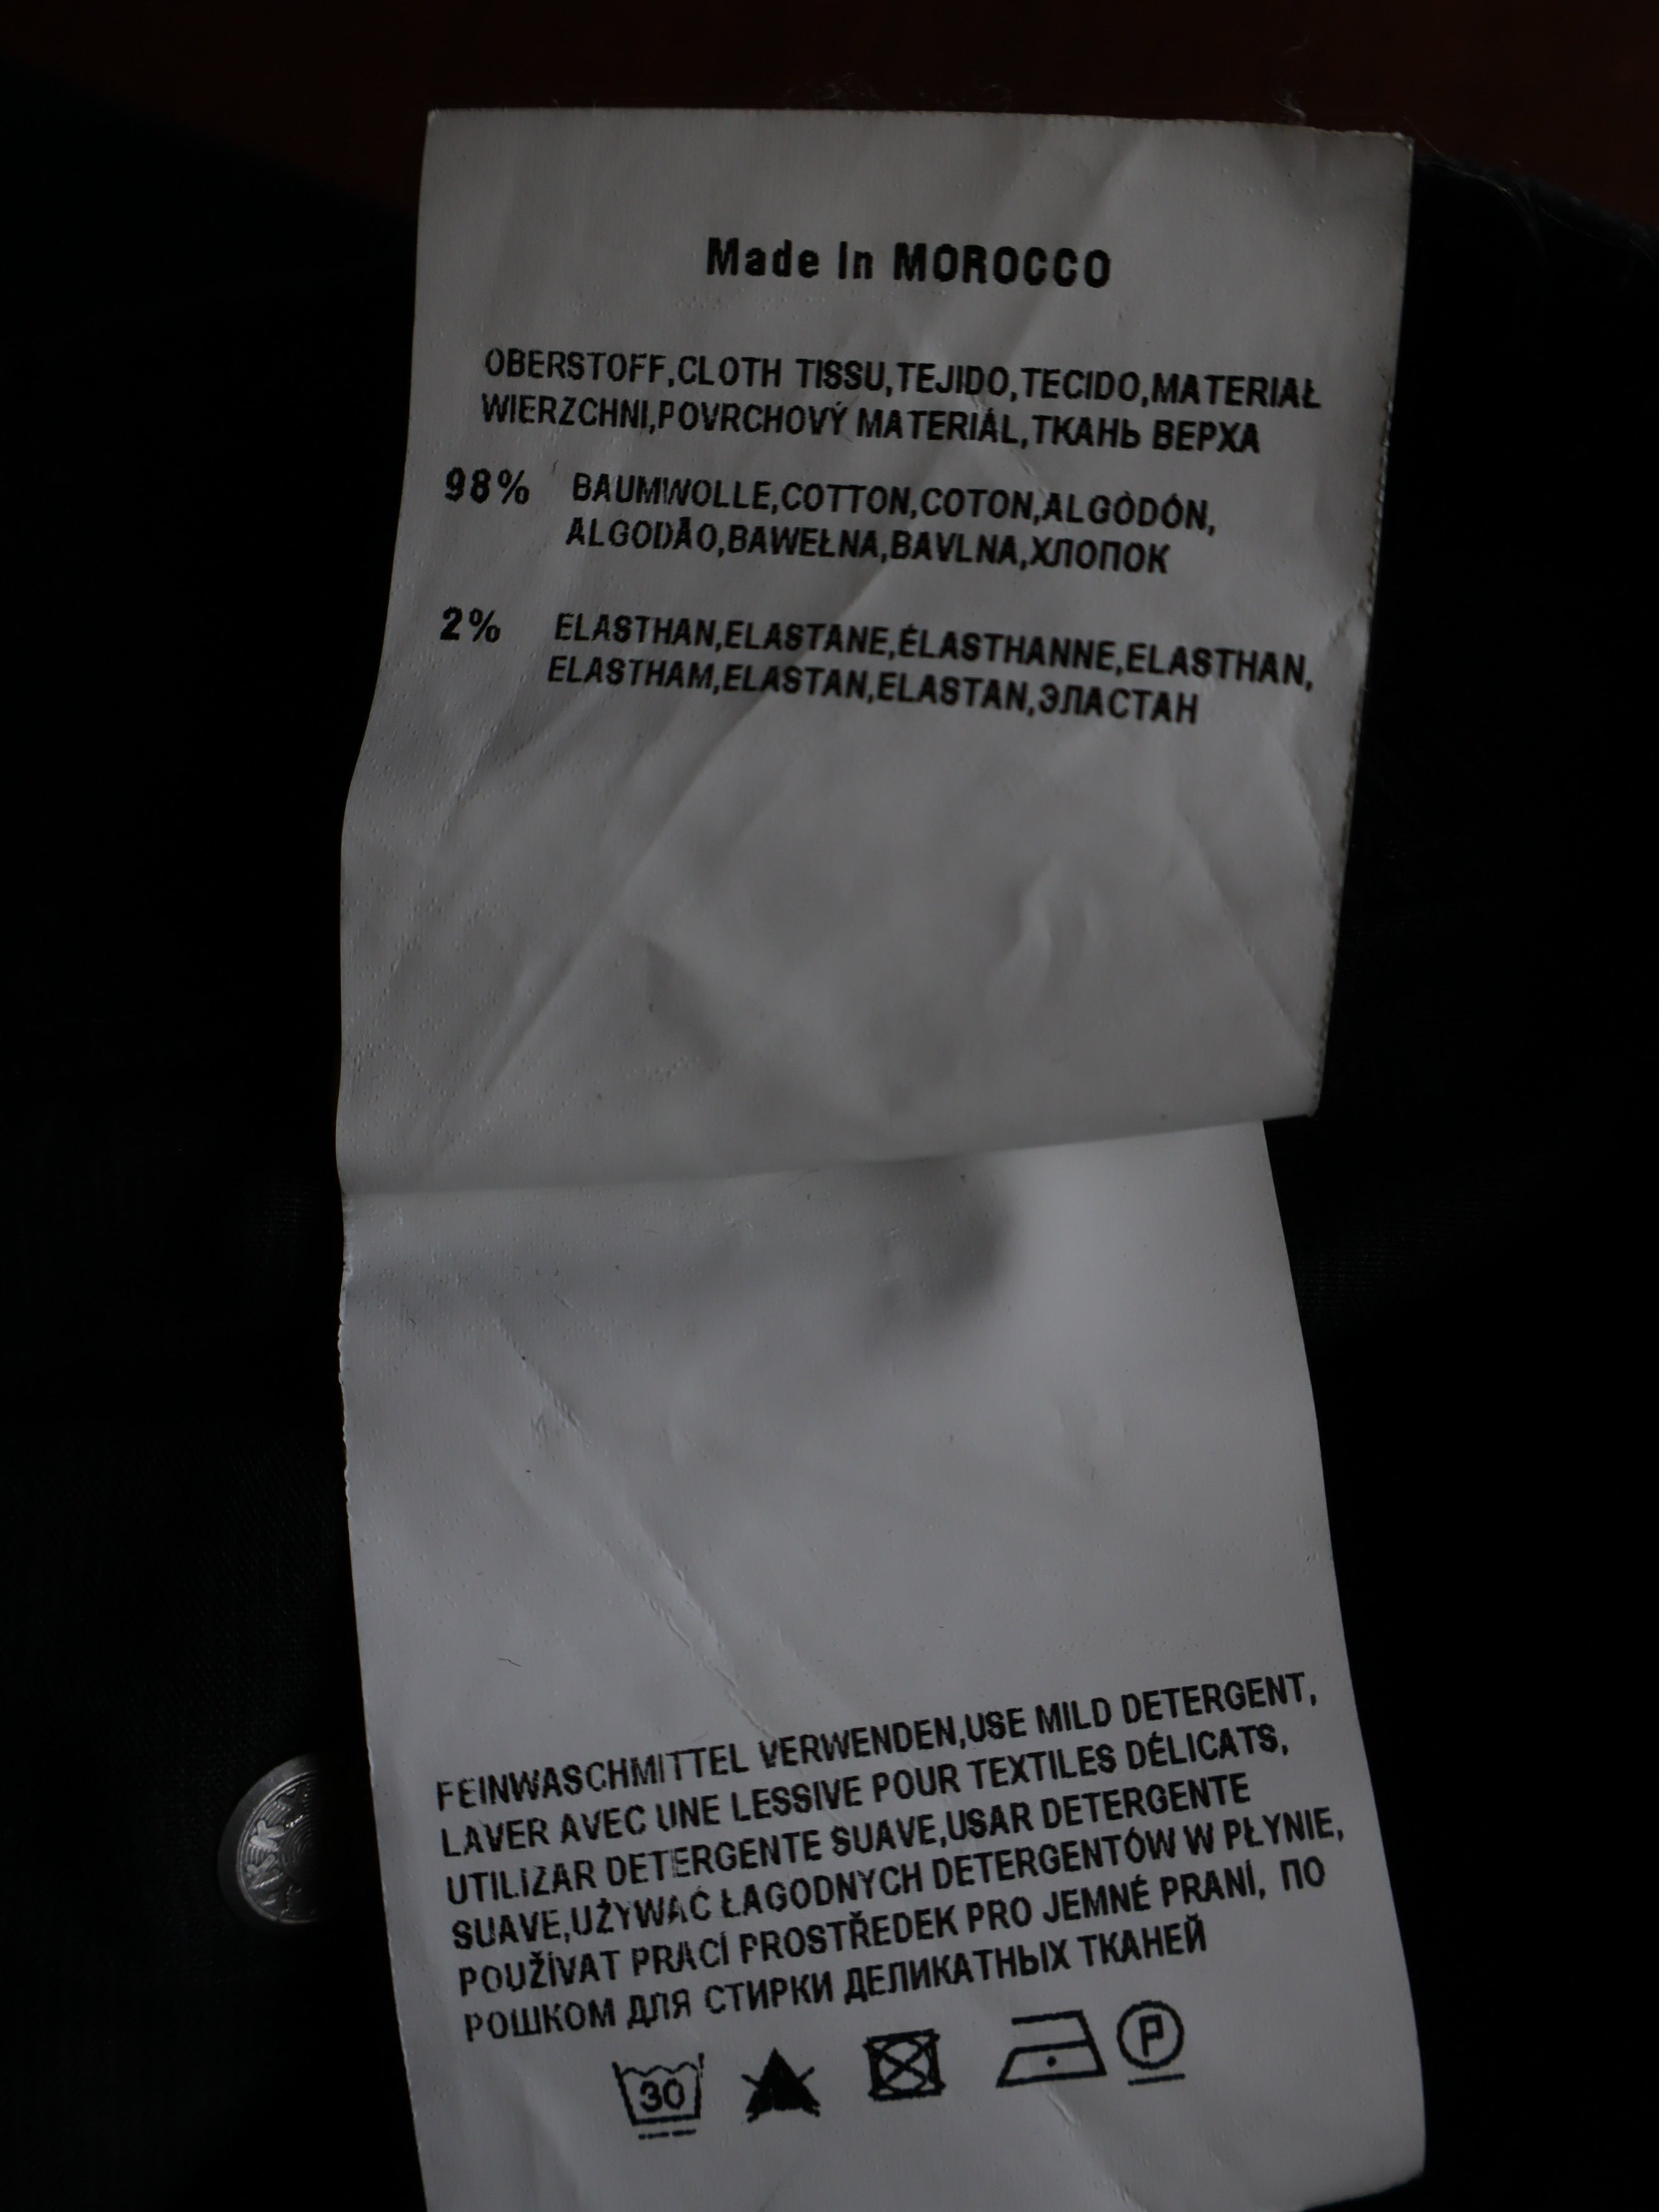 Made In MOROCCO
OBERSTOFF,CLOTH TISSU,TEJIDO,TECIDO,MATERIAŁ
WIERZCHNI,POVRCHOVÝ MATERIÁL,ТКАНЬ ВЕРХА
98% BAUMWOLLE,COTTON,COTON,ALGÒDÓN,
ALGODÃO,BAWEŁNA,BAVLNA,ХЛОПОК
2% ELASTHAN,ELASTANE,ÉLASTHANNE,ELASTHAN,
ELASTHAM,ELASTAN,ELASTAN,ЭЛАСТАН
FEINWASCHMITTEL VERWENDEN,USE MILD DETERGENT,
LAVER AVEC UNE LESSIVE POUR TEXTILES DÉLICATS,
UTILIZAR DETERGENTE SUAVE,USAR DETERGENTE
SUAVE,UŻYWAĆ ŁAGODNYCH DETERGENTÓW W PŁYNIE,
POUŽÍVAT PRACÍ PROSTŘEDEK PRO JEMNÉ PRANÍ, ПО
РОШКОМ ДЛЯ СТИРКИ ДЕЛИКАТНЫХ ТКАНЕЙ
30 P